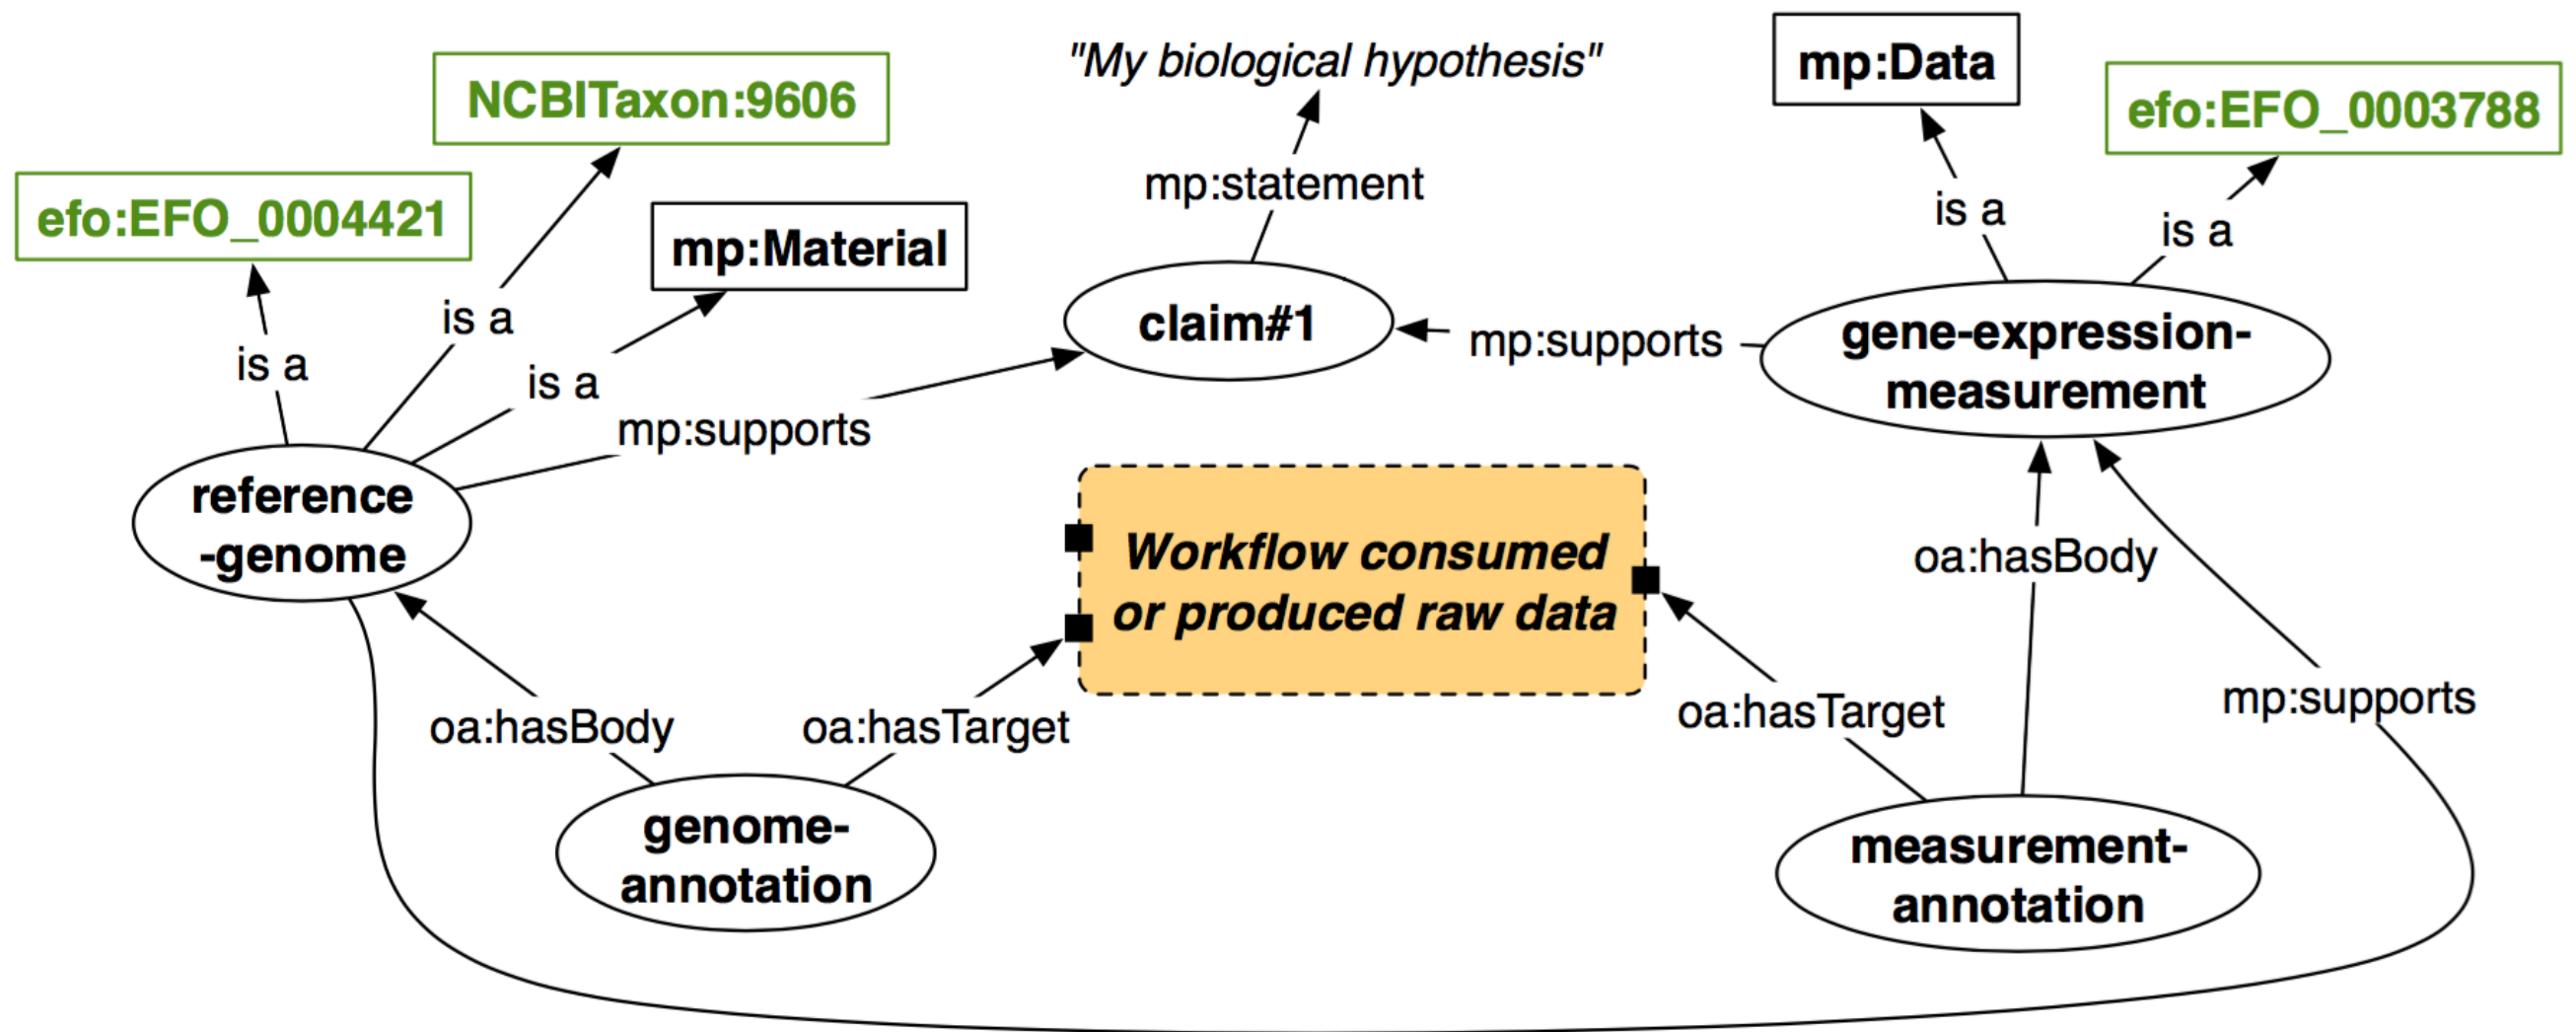 "My biological hypothesis"
mp:Data
NCBITaxon:9606
efo:EFO_0003788
efo:EFO_0004421
mp:Material
mp:statement
is a
is a
is a
claim#1
gene-expression-
measurement
mp:supports
is a
is a
mp:supports
reference
-genome
Workflow consumed
or produced raw data
oa:hasBody
oa:hasBody
oa:hasTarget
oa:hasTarget
mp:supports
genome-
annotation
measurement-
annotation